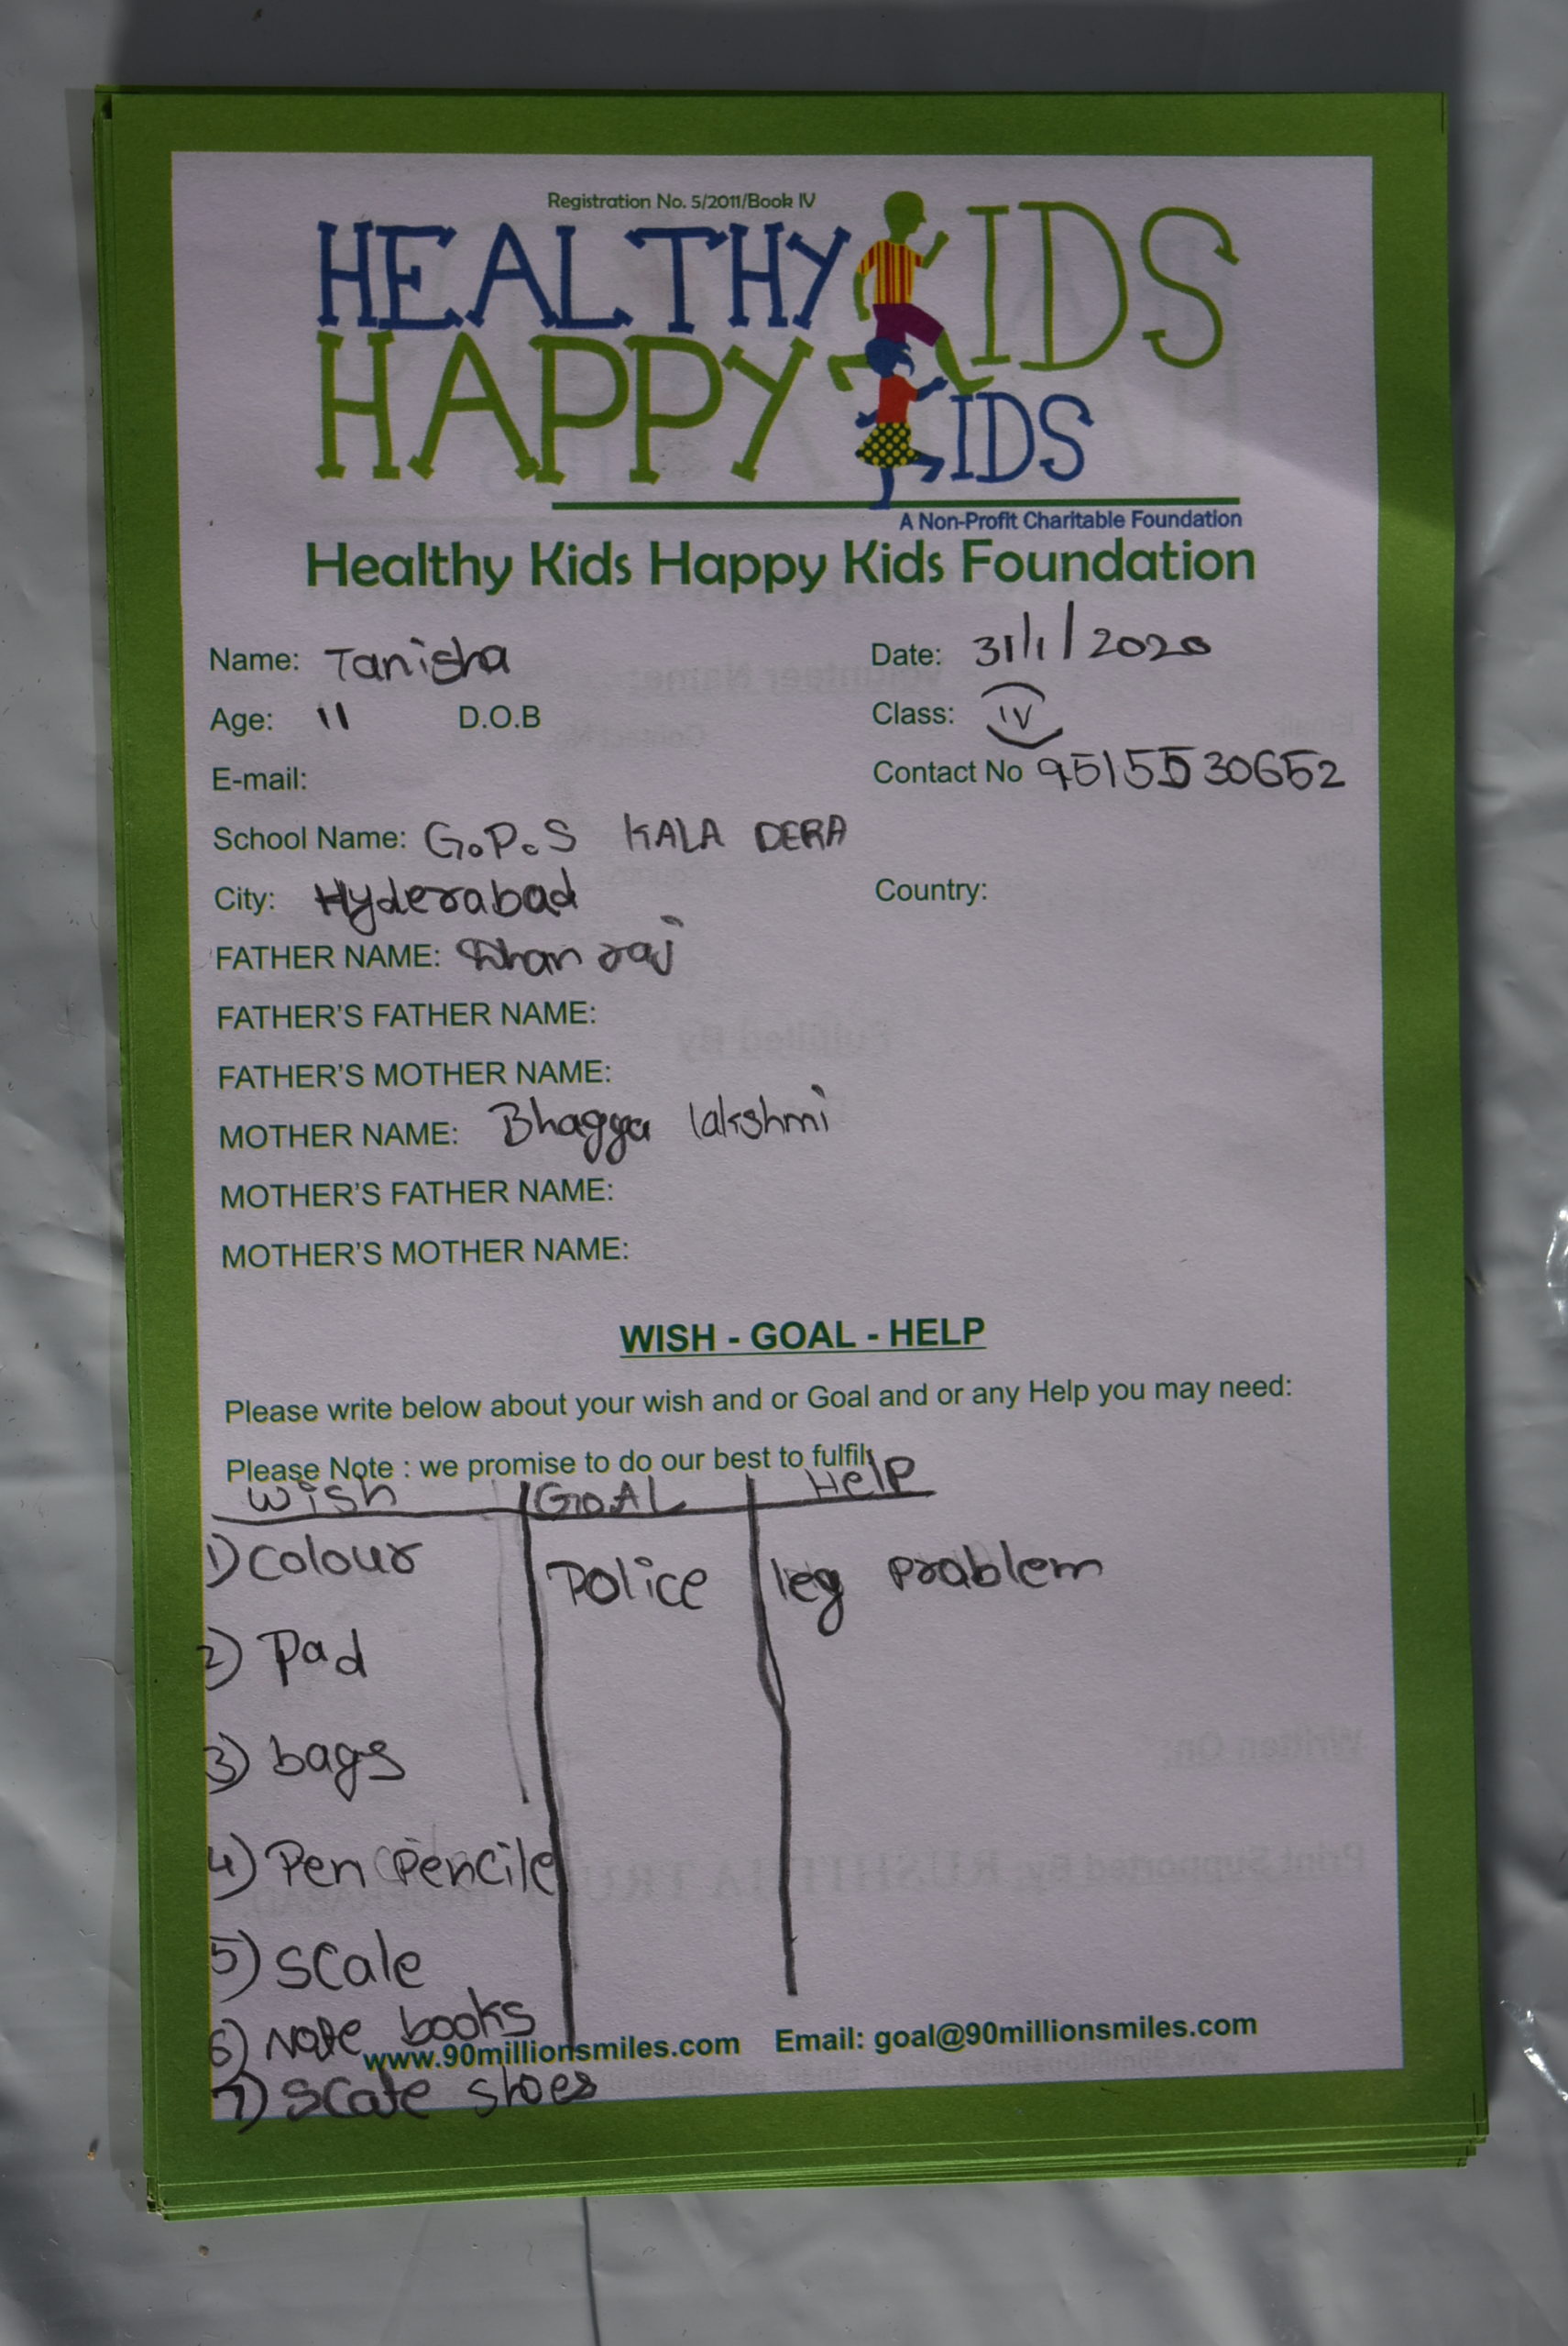 Registration No. 5/2011/Book IV
HEALTHY KIDS
HAPPY KIDS
A Non-Profit Charitable Foundation
Healthy Kids Happy Kids Foundation
Name: Tanisha Date: 31/1/2020
Age: 11 D.O.B Class: IV
E-mail: Contact No 95155 30652
School Name: G.P.S KALA DERA
City: Hyderabad Country:
FATHER NAME: Dhan raj
FATHER'S FATHER NAME:
FATHER'S MOTHER NAME:
MOTHER NAME: Bhagya lakshmi
MOTHER'S FATHER NAME:
MOTHER'S MOTHER NAME:
WISH - GOAL - HELP
Please write below about your wish and or Goal and or any Help you may need:
Please Note : we promise to do our best to fulfil.
Wish GOAL Help
1) Colour Police leg problem
2) Pad
3) bags
4) Pen Pencile
5) Scale
6) Note books
www.90millionsmiles.com Email: goal@90millionsmiles.com
7) Scate shoes